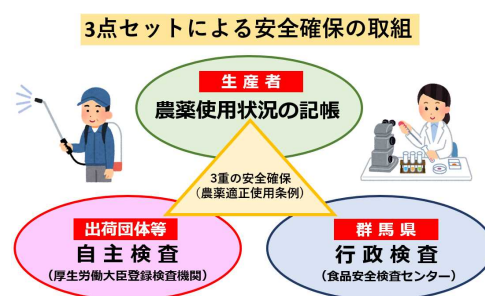 3点セットによる安全確保の取組
生産者
農薬使用状況の記帳
3重の安全確保
（農薬適正使用条例）
出荷団体等
自主検査
（厚生労働大臣登録検査機関）
群馬県
行政検査
（食品安全検査センター）